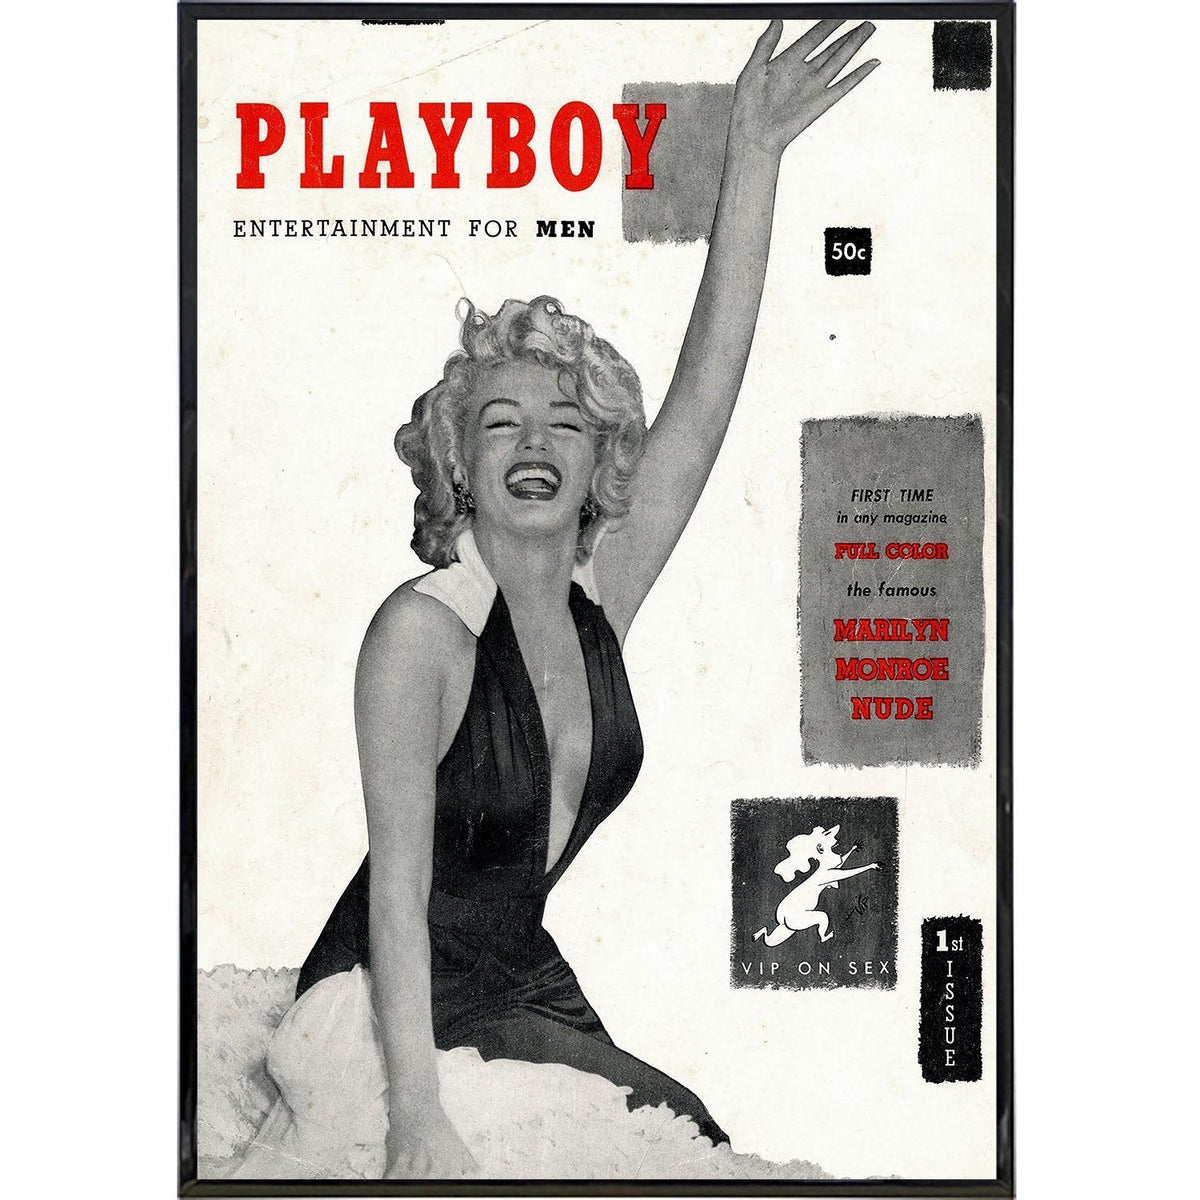 PLAYBOY
ENTERTAINMENT FOR MEN
50c
FIRST TIME
in any magazine
FULL COLOR
the famous
MARILYN
MONROE
NUDE
VIP ON SEX
1st
ISSUE